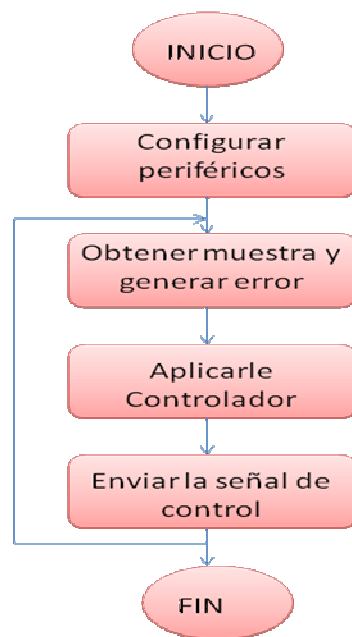 INICIO
Configurar
periféricos
Obtener muestra y
generar error
Aplicarle
Controlador
Enviar la señal de
control
FIN